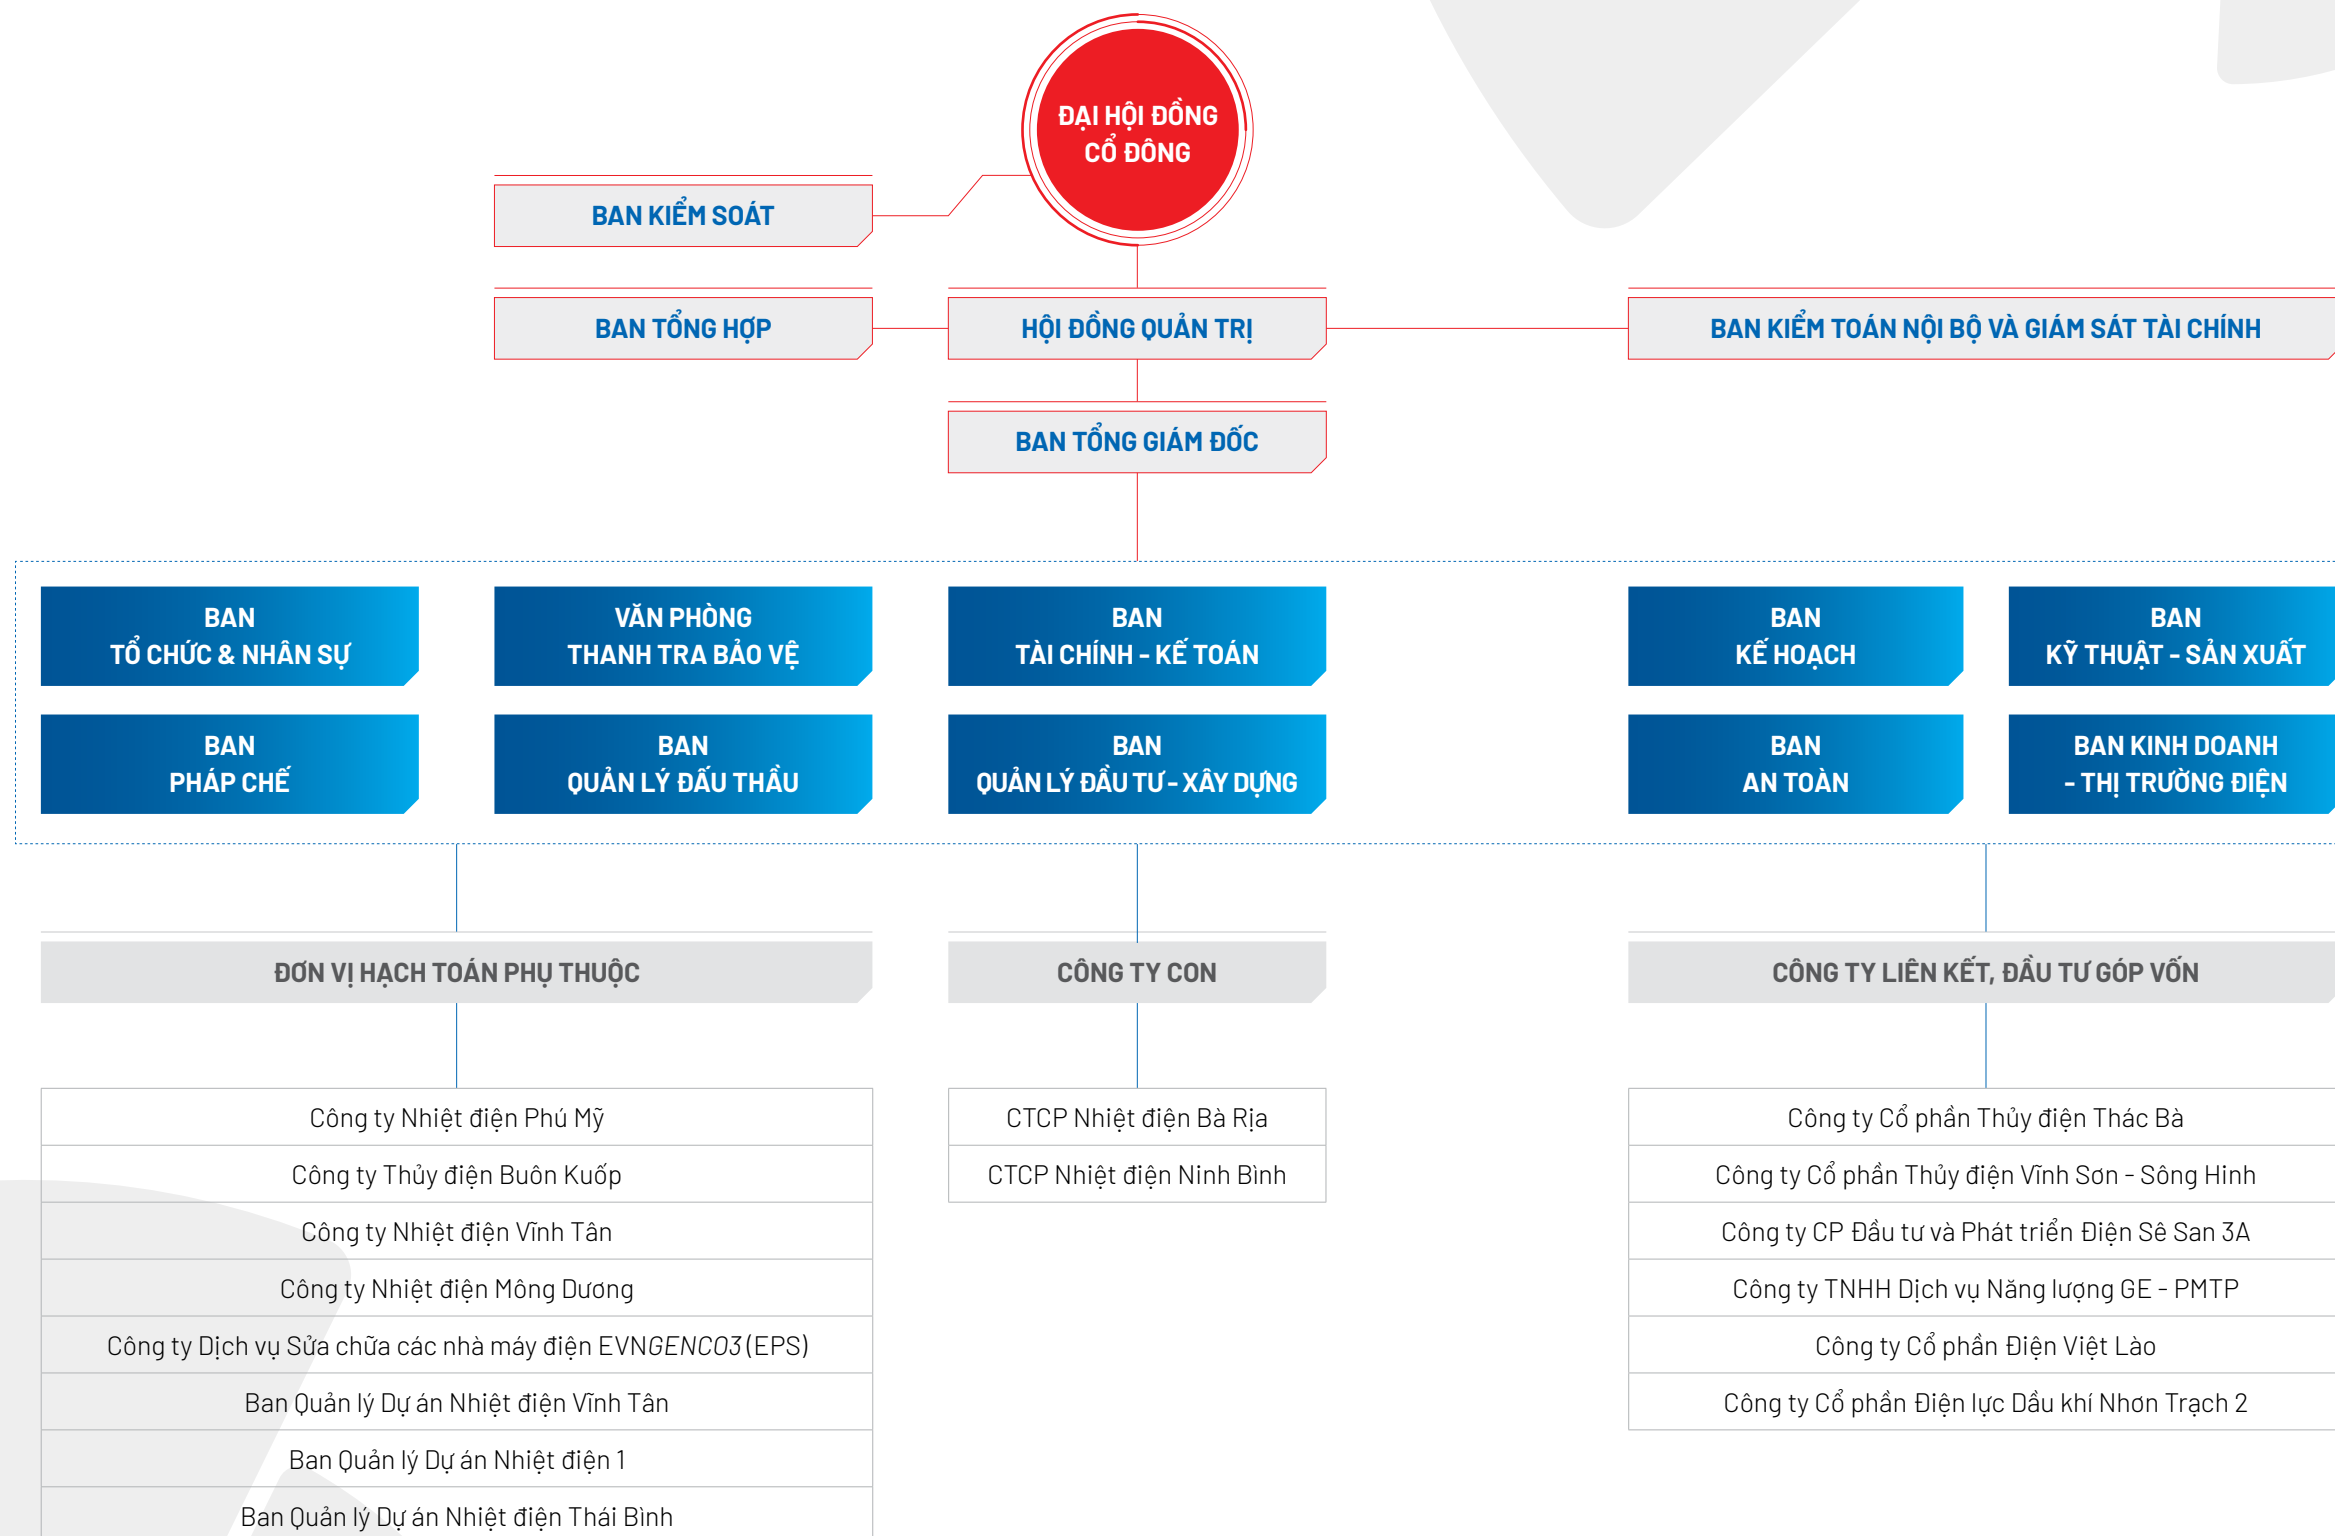 ĐẠI HỘI ĐỒNG
CỔ ĐÔNG
BAN KIỂM SOÁT
BAN TỔNG HỢP
HỘI ĐỒNG QUẢN TRỊ
BAN KIỂM TOÁN NỘI BỘ VÀ GIÁM SÁT TÀI CHÍNH
BAN TỔNG GIÁM ĐỐC
BAN
TỔ CHỨC & NHÂN SỰ
VĂN PHÒNG
THANH TRA BẢO VỆ
BAN
TÀI CHÍNH - KẾ TOÁN
BAN
KẾ HOẠCH
BAN
KỸ THUẬT - SẢN XUẤT
BAN
PHÁP CHẾ
BAN
QUẢN LÝ ĐẤU THẦU
BAN
QUẢN LÝ ĐẦU TƯ - XÂY DỰNG
BAN
AN TOÀN
BAN KINH DOANH
- THỊ TRƯỜNG ĐIỆN
ĐƠN VỊ HẠCH TOÁN PHỤ THUỘC
CÔNG TY CON
CÔNG TY LIÊN KẾT, ĐẦU TƯ GÓP VỐN
Công ty Nhiệt điện Phú Mỹ
Công ty Thủy điện Buôn Kuốp
Công ty Nhiệt điện Vĩnh Tân
Công ty Nhiệt điện Mông Dương
Công ty Dịch vụ Sửa chữa các nhà máy điện EVNGENCO3 (EPS)
Ban Quản lý Dự án Nhiệt điện Vĩnh Tân
Ban Quản lý Dự án Nhiệt điện 1
Ban Quản lý Dự án Nhiệt điện Thái Bình
CTCP Nhiệt điện Bà Rịa
CTCP Nhiệt điện Ninh Bình
Công ty Cổ phần Thủy điện Thác Bà
Công ty Cổ phần Thủy điện Vĩnh Sơn - Sông Hinh
Công ty CP Đầu tư và Phát triển Điện Sê San 3A
Công ty TNHH Dịch vụ Năng lượng GE - PMTP
Công ty Cổ phần Điện Việt Lào
Công ty Cổ phần Điện lực Dầu khí Nhơn Trạch 2